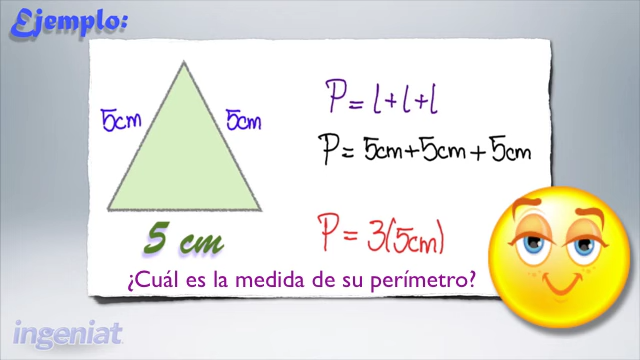 Ejemplo:
5cm
5cm
5 cm
P= l+l+l
P= 5cm+5cm+5cm
P= 3(5cm)
¿Cuál es la medida de su perímetro?
ingeniat